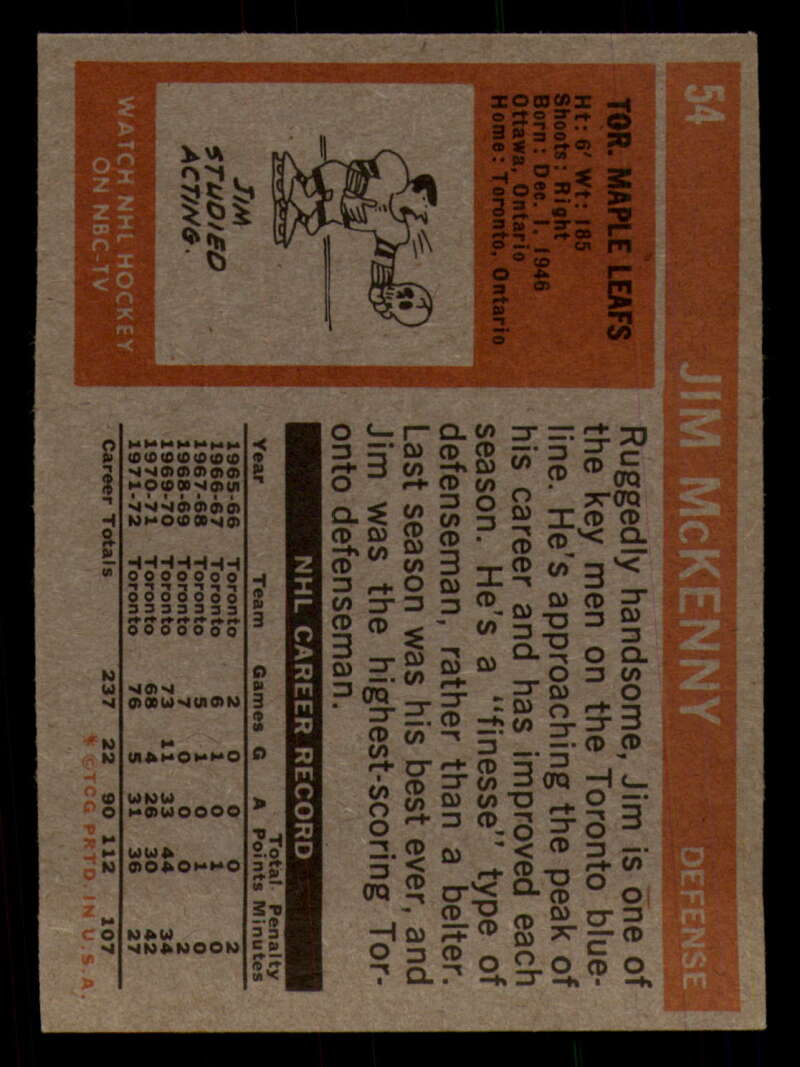 54 JIM McKENNY DEFENSE
TOR. MAPLE LEAFS
Ht: 6' Wt: 185
Shoots: Right
Born: Dec. 1, 1946
Ottawa, Ontario
Home: Toronto, Ontario
JIM
STUDIED
ACTING.
WATCH NHL HOCKEY
ON NBC-TV
Ruggedly handsome, Jim is one of
the key men on the Toronto blue-
line. He's approaching the peak of
his career and has improved each
season. He's a "finesse" type of
defenseman, rather than a belter.
Last season was his best ever, and
Jim was the highest-scoring Tor-
onto defenseman.
NHL CAREER RECORD
Total Penalty
Year Team Games G A Points Minutes
1965-66 Toronto 2 0 0 0 2
1966-67 Toronto 6 1 0 1 0
1967-68 Toronto 5 1 0 1 0
1968-69 Toronto 7 0 0 0 2
1969-70 Toronto 73 11 33 44 34
1970-71 Toronto 68 4 26 30 42
1971-72 Toronto 76 5 31 36 27
Career Totals 237 22 90 112 107
* ©TCG PRTD. IN U.S.A.